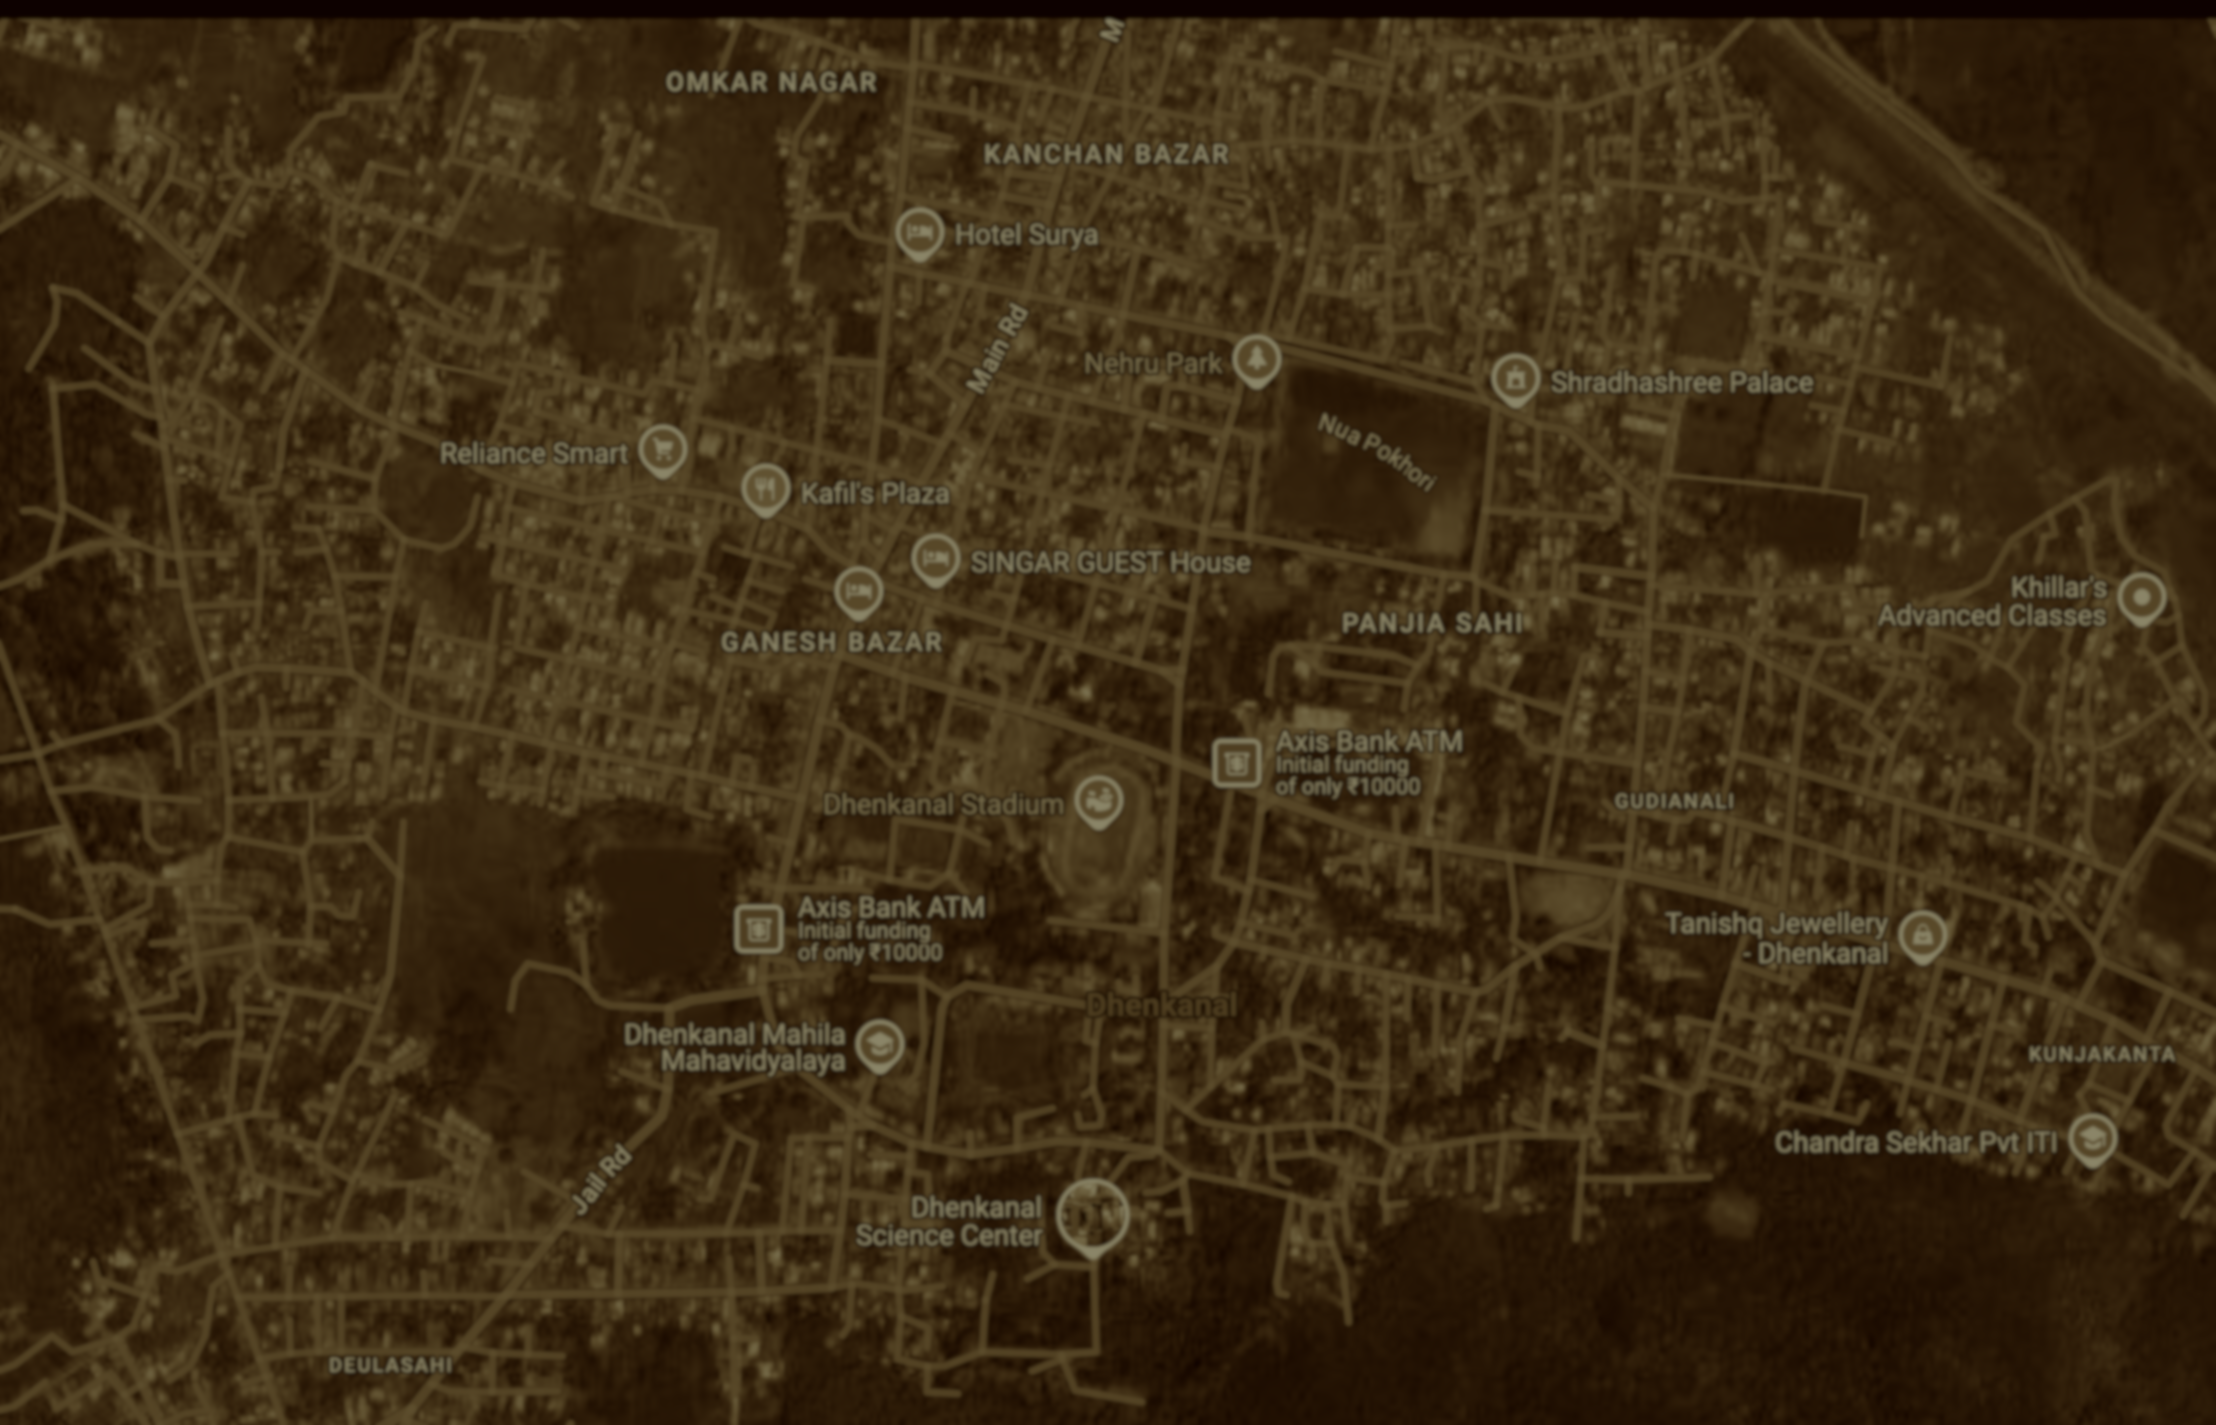 M
OMKAR NAGAR
KANCHAN BAZAR
Hotel Surya
Main Rd
Nehru Park
Shradhashree Palace
Nua Pokhori
Reliance Smart
Kafil's Plaza
SINGAR GUEST House
GANESH BAZAR
PANJIA SAHI
Khillar's
Advanced Classes
Axis Bank ATM
Initial funding
of only ₹10000
Dhenkanal Stadium
GUDIANALI
Axis Bank ATM
Initial funding
of only ₹10000
Tanishq Jewellery
- Dhenkanal
Dhenkanal
Dhenkanal Mahila
Mahavidyalaya
KUNJAKANTA
Chandra Sekhar Pvt ITI
Jail Rd
Dhenkanal
Science Center
DEULASAHI